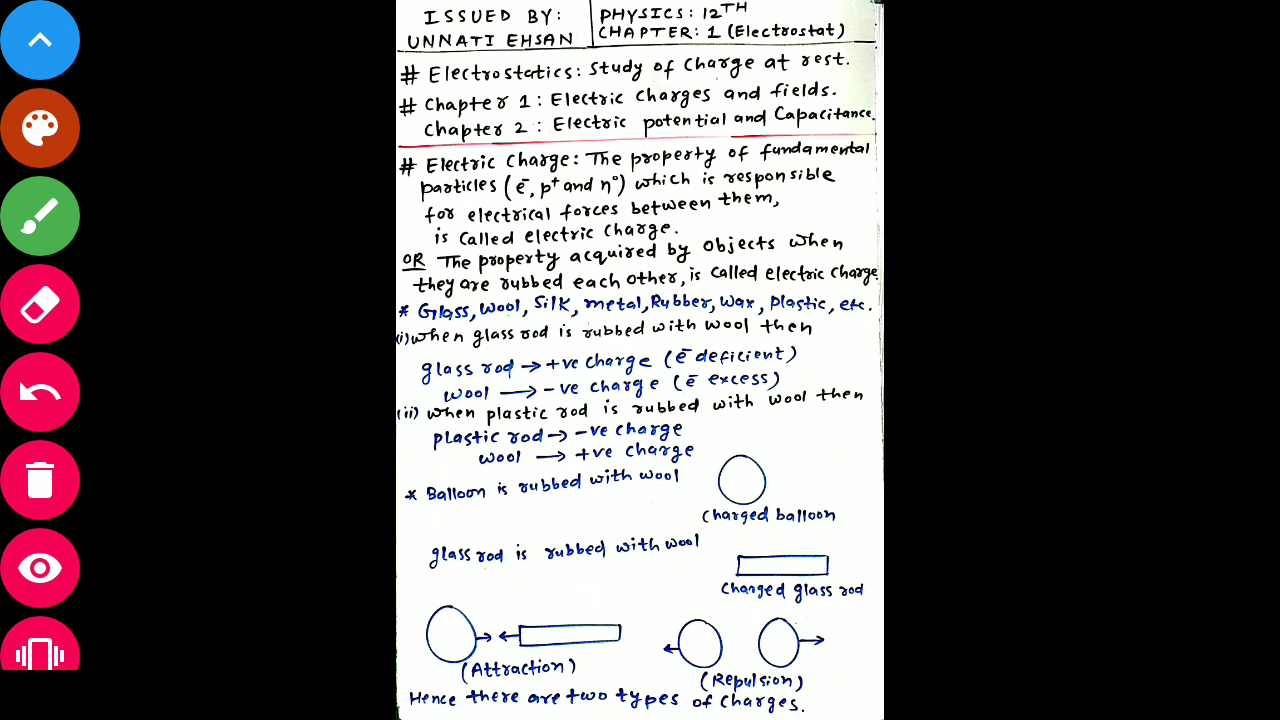 ISSUED BY:
UNNATI EHSAN
PHYSICS: 12TH
CHAPTER: 1 (Electrostat)
# Electrostatics: Study of Charge at rest.
# Chapter 1: Electric Charges and fields.
Chapter 2: Electric potential and Capacitance.
# Electric Charge: The property of fundamental
particles (e⁻, p⁺ and n°) which is responsible
for electrical forces between them,
is called electric charge.
OR The property acquired by objects when
they are rubbed each other, is called electric charge.
* Glass, Wool, Silk, metal, Rubber, Wax, plastic, etc.
(i) when glass rod is rubbed with wool then
glass rod → +ve charge (e⁻ deficient)
wool → -ve charge (e⁻ excess)
(ii) when plastic rod is rubbed with wool then
plastic rod → -ve charge
wool → +ve charge
* Balloon is rubbed with wool
Charged balloon
glass rod is rubbed with wool
Charged glass rod
(Attraction)
(Repulsion)
Hence there are two types of charges.